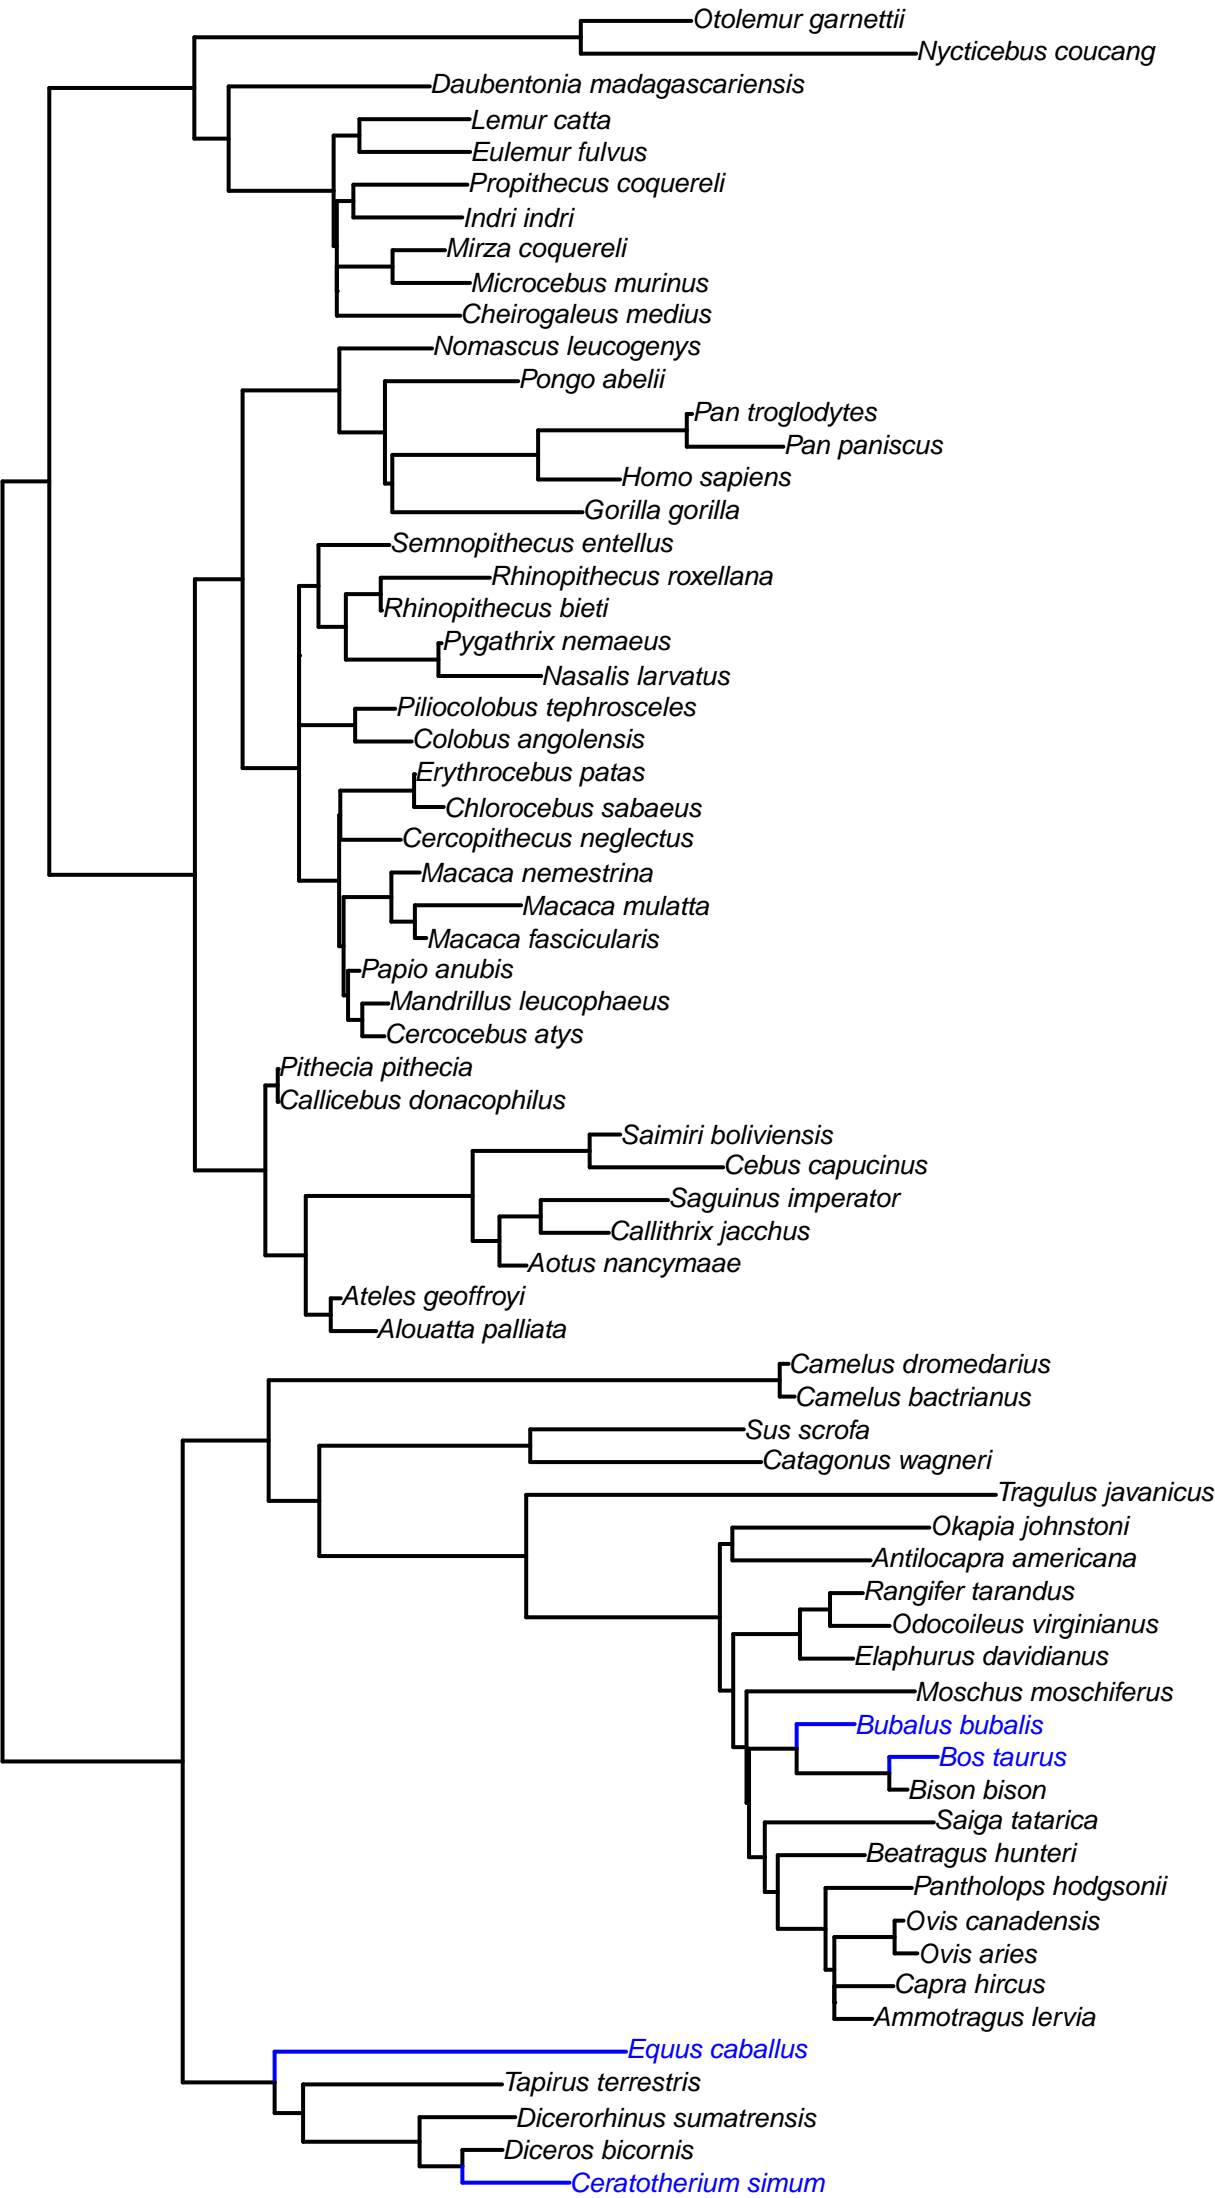 Otolemur garnettii
Nycticebus coucang
Daubentonia madagascariensis
Lemur catta
Eulemur fulvus
Propithecus coquereli
Indri indri
Mirza coquereli
Microcebus murinus
Cheirogaleus medius
Nomascus leucogenys
Pongo abelii
Pan troglodytes
Pan paniscus
Homo sapiens
Gorilla gorilla
Semnopithecus entellus
Rhinopithecus roxellana
Rhinopithecus bieti
Pygathrix nemaeus
Nasalis larvatus
Piliocolobus tephrosceles
Colobus angolensis
Erythrocebus patas
Chlorocebus sabaeus
Cercopithecus neglectus
Macaca nemestrina
Macaca mulatta
Macaca fascicularis
Papio anubis
Mandrillus leucophaeus
Cercocebus atys
Pithecia pithecia
Callicebus donacophilus
Saimiri boliviensis
Cebus capucinus
Saguinus imperator
Callithrix jacchus
Aotus nancymaae
Ateles geoffroyi
Alouatta palliata
Camelus dromedarius
Camelus bactrianus
Sus scrofa
Catagonus wagneri
Tragulus javanicus
Okapia johnstoni
Antilocapra americana
Rangifer tarandus
Odocoileus virginianus
Elaphurus davidianus
Moschus moschiferus
Bubalus bubalis
Bos taurus
Bison bison
Saiga tatarica
Beatragus hunteri
Pantholops hodgsonii
Ovis canadensis
Ovis aries
Capra hircus
Ammotragus lervia
Equus caballus
Tapirus terrestris
Dicerorhinus sumatrensis
Diceros bicornis
Ceratotherium simum